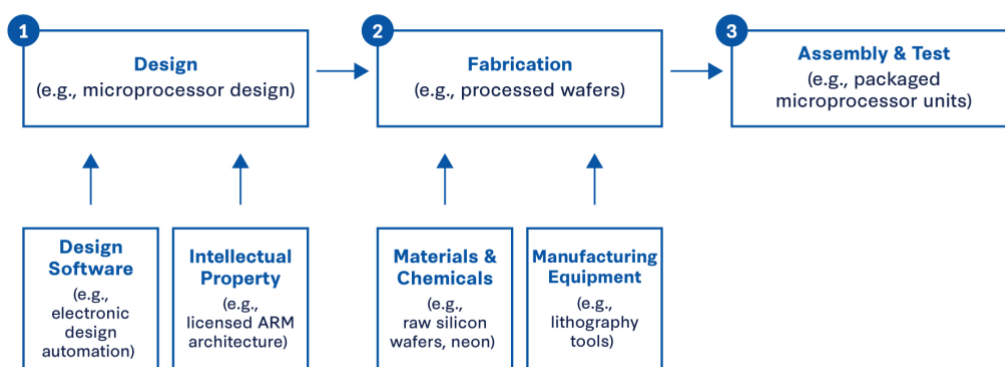 1
Design
(e.g., microprocessor design)
2
Fabrication
(e.g., processed wafers)
3
Assembly & Test
(e.g., packaged
microprocessor units)
Design
Software
(e.g.,
electronic
design
automation)
Intellectual
Property
(e.g.,
licensed ARM
architecture)
Materials &
Chemicals
(e.g.,
raw silicon
wafers, neon)
Manufacturing
Equipment
(e.g.,
lithography
tools)